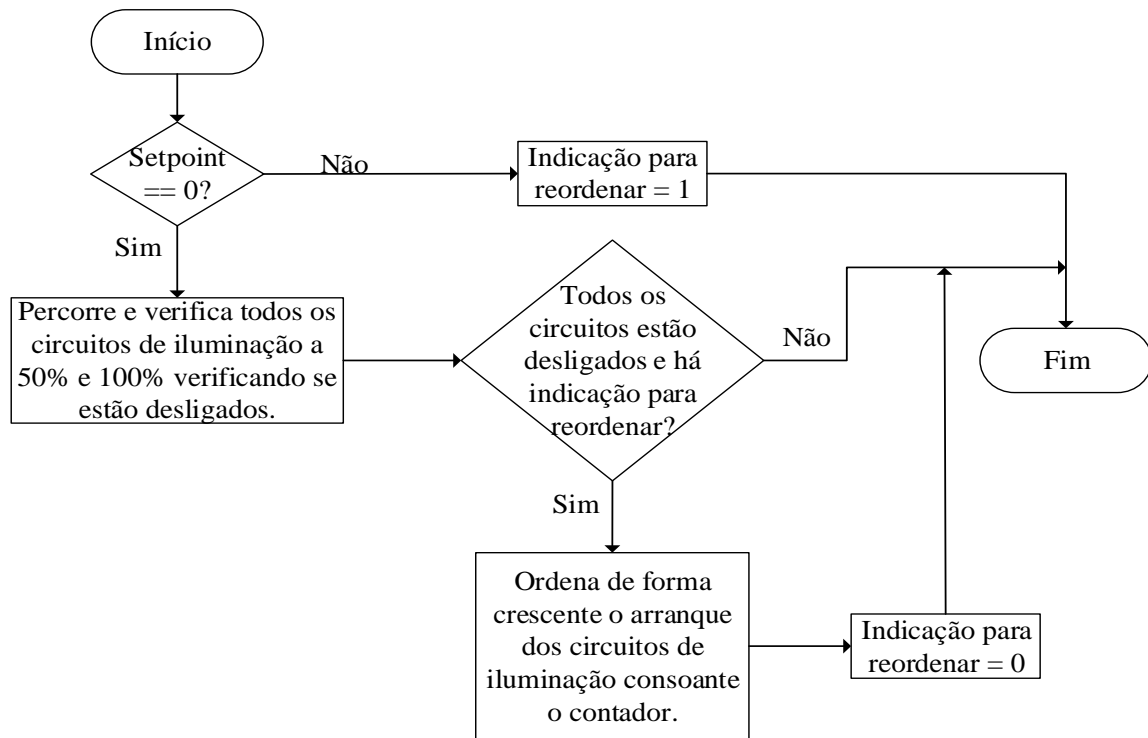 Início
Setpoint
== 0?
Não
Indicação para
reordenar = 1
Sim
Percorre e verifica todos os
circuitos de iluminação a
50% e 100% verificando se
estão desligados.
Todos os
circuitos estão
desligados e há
indicação para
reordenar?
Não
Fim
Sim
Ordena de forma
crescente o arranque
dos circuitos de
iluminação consoante
o contador.
Indicação para
reordenar = 0